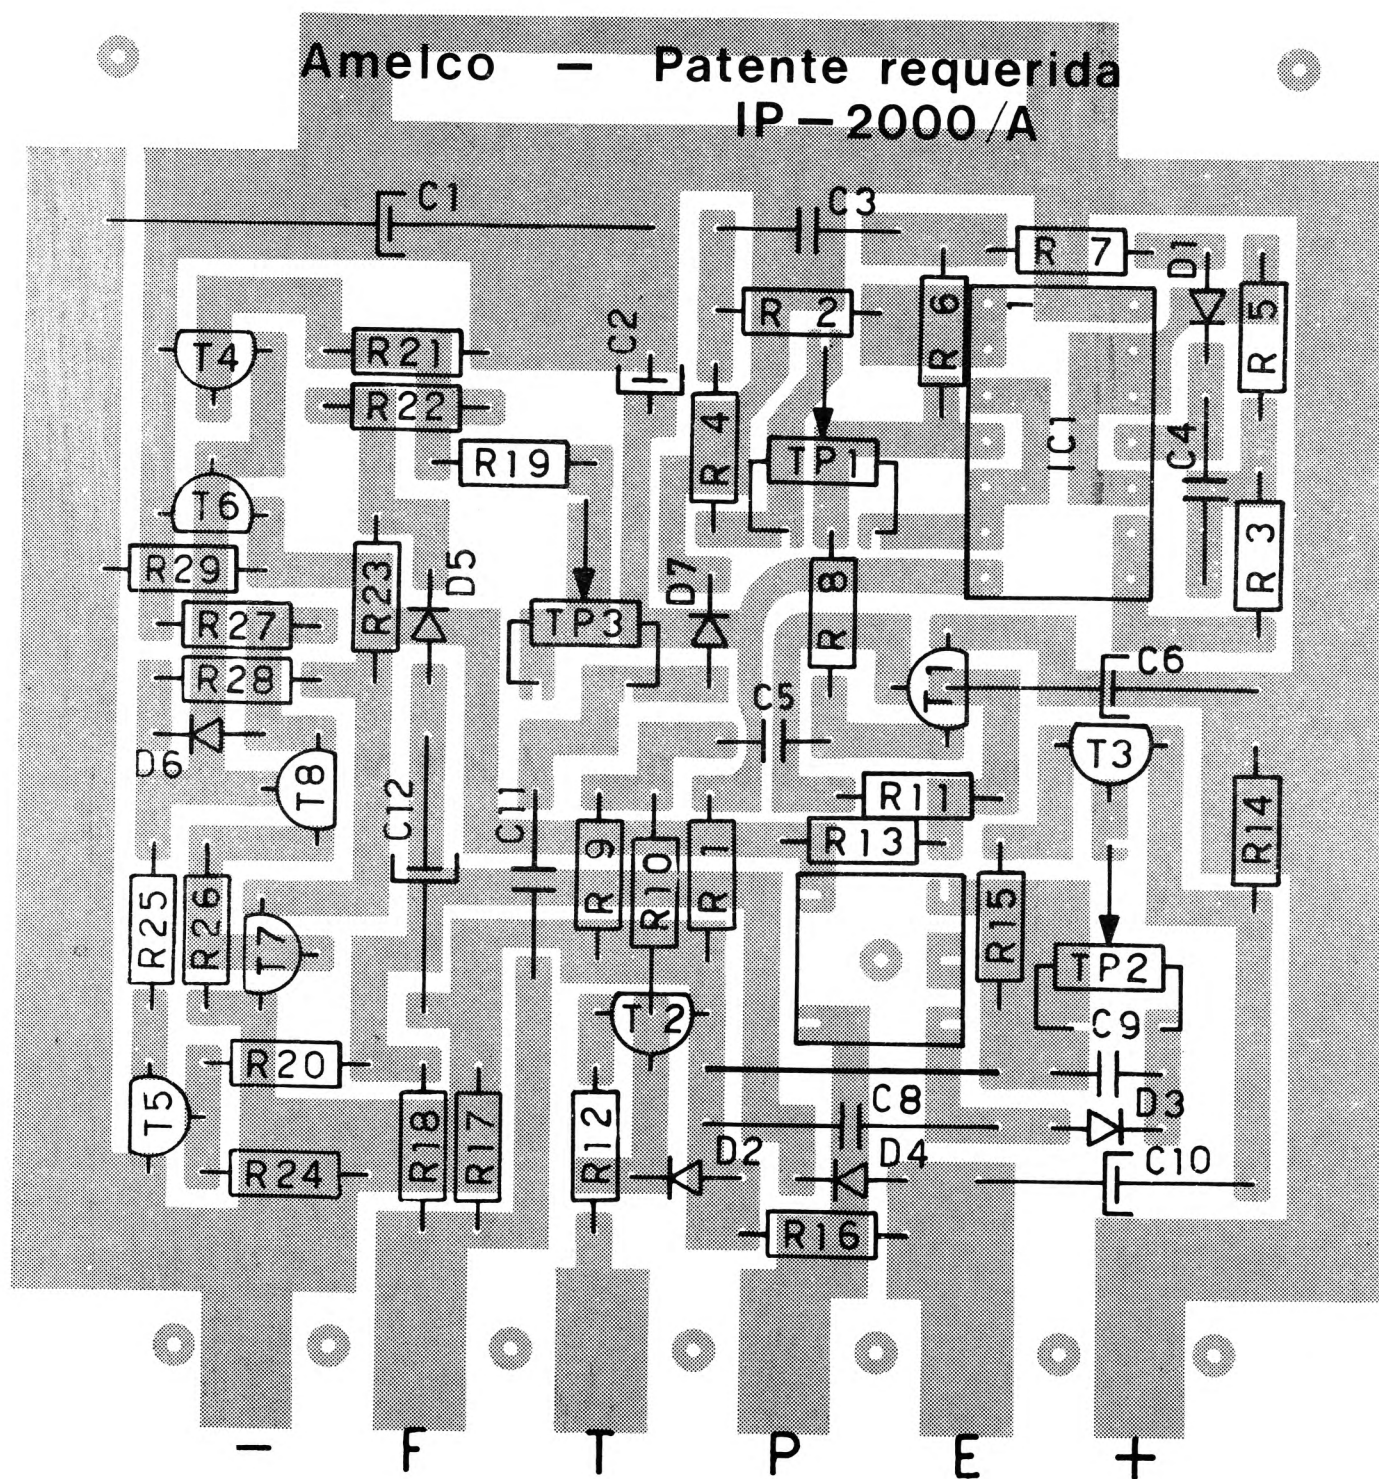 Amelco – Patente requerida
IP – 2000/A
C1
C3
R 7
D1
R 6
1
R 2
R 5
C2
T4
R21
R22
R 4
TP1
IC1
C4
R19
T6
R 3
R29
R23
D5
D7
R 8
R27
TP3
R28
T1
C6
C5
D6
T3
T8
C12
C11
R11
R14
R 9
R10
R 1
R13
R25
R26
T7
R15
TP2
T 2
C9
R20
T5
R18
R17
R12
C8
D3
D2
D4
C10
R24
R16
– F T P E +